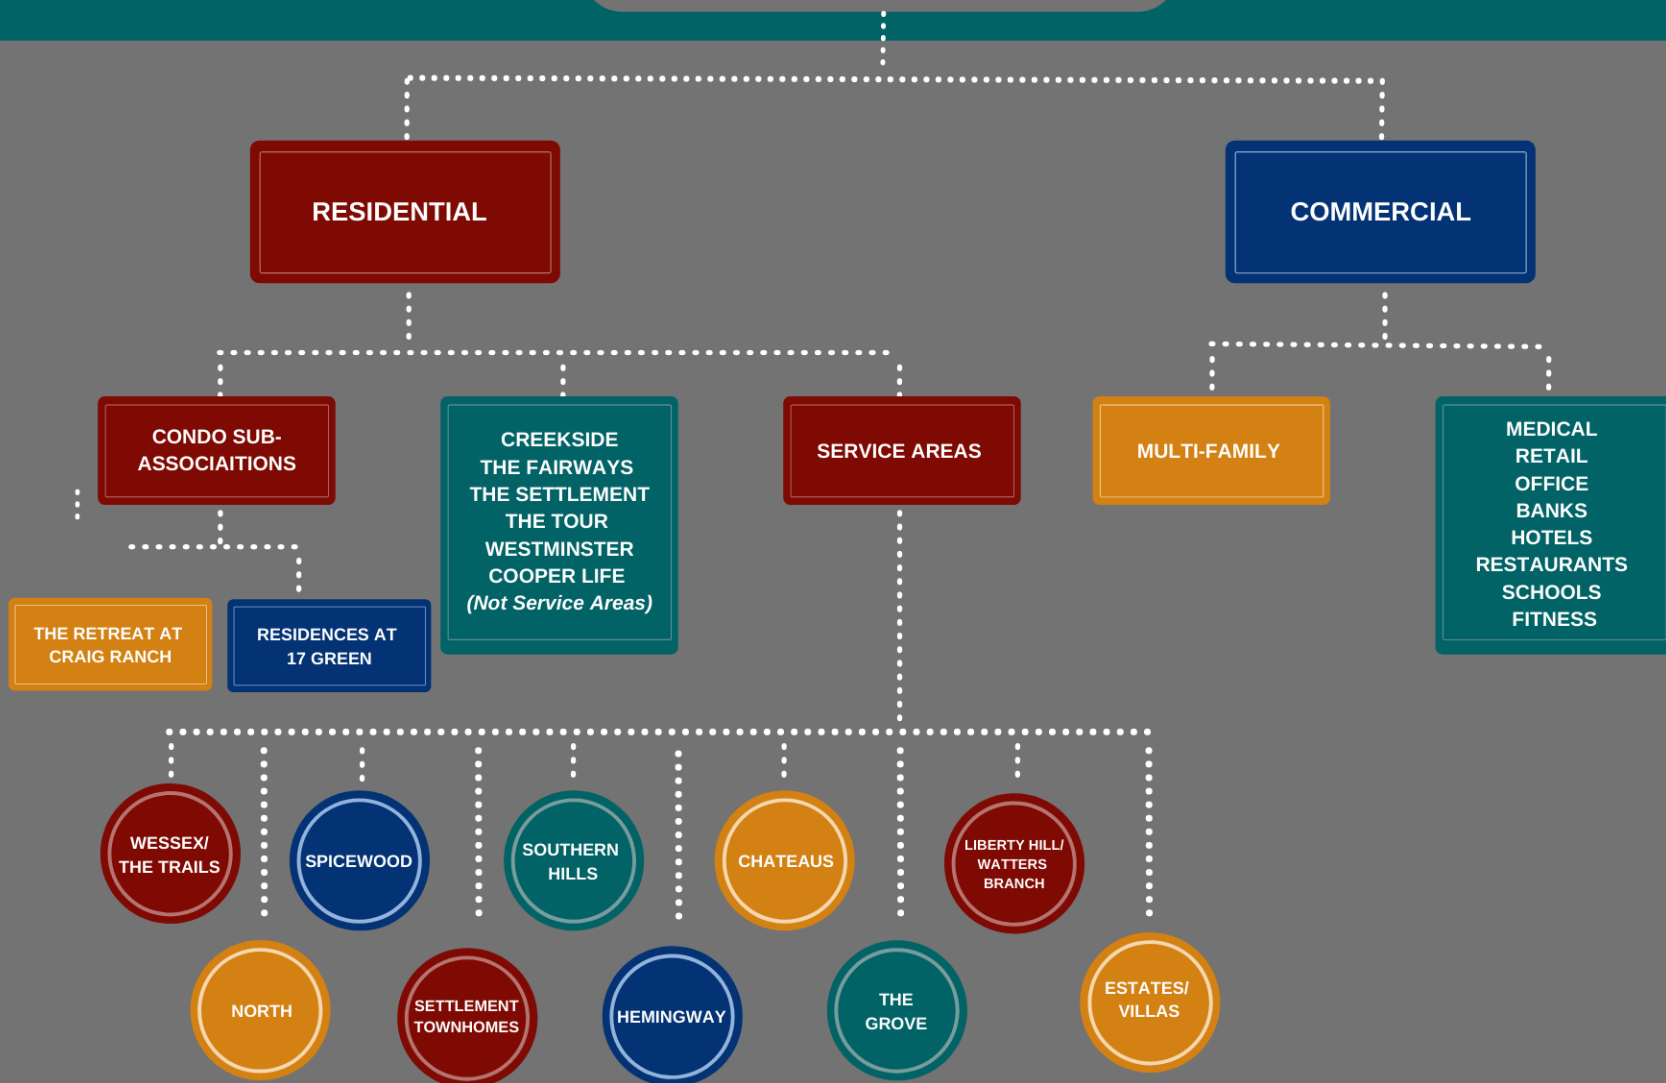 RESIDENTIAL
COMMERCIAL
CONDO SUB-
ASSOCIAITIONS
CREEKSIDE
THE FAIRWAYS
THE SETTLEMENT
THE TOUR
WESTMINSTER
COOPER LIFE
(Not Service Areas)
SERVICE AREAS
MULTI-FAMILY
MEDICAL
RETAIL
OFFICE
BANKS
HOTELS
RESTAURANTS
SCHOOLS
FITNESS
THE RETREAT AT
CRAIG RANCH
RESIDENCES AT
17 GREEN
WESSEX/
THE TRAILS
SPICEWOOD
SOUTHERN
HILLS
CHATEAUS
LIBERTY HILL/
WATTERS
BRANCH
NORTH
SETTLEMENT
TOWNHOMES
HEMINGWAY
THE
GROVE
ESTATES/
VILLAS